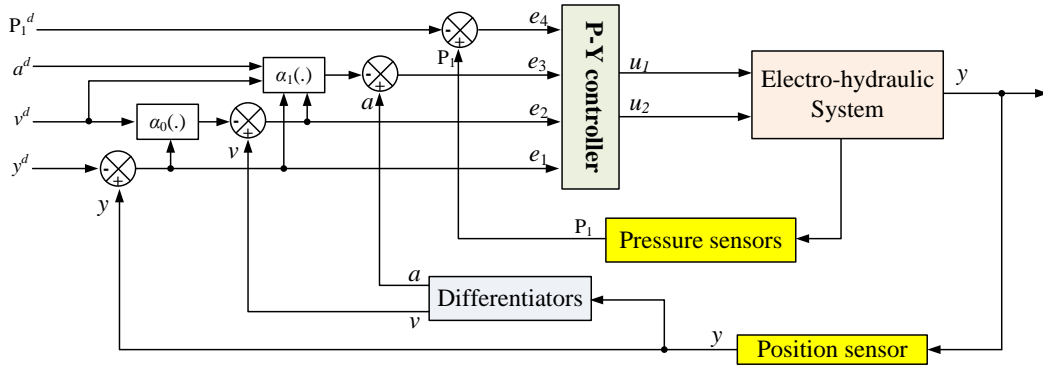 P₁ᵈ
-
+
P₁
e₄
aᵈ
α₁(.)
-
+
a
e₃
vᵈ
α₀(.)
-
+
v
e₂
yᵈ
-
+
y
e₁
P-Y controller
u₁
u₂
Electro-hydraulic
System
y
P₁
Pressure sensors
a
v
Differentiators
y
Position sensor